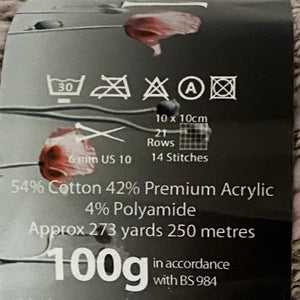 30
A
10 x 10cm
21
Rows
6 mm US 10
14 Stitches
54% Cotton 42% Premium Acrylic
4% Polyamide
Approx 273 yards 250 metres
100g in accordance
with BS 984